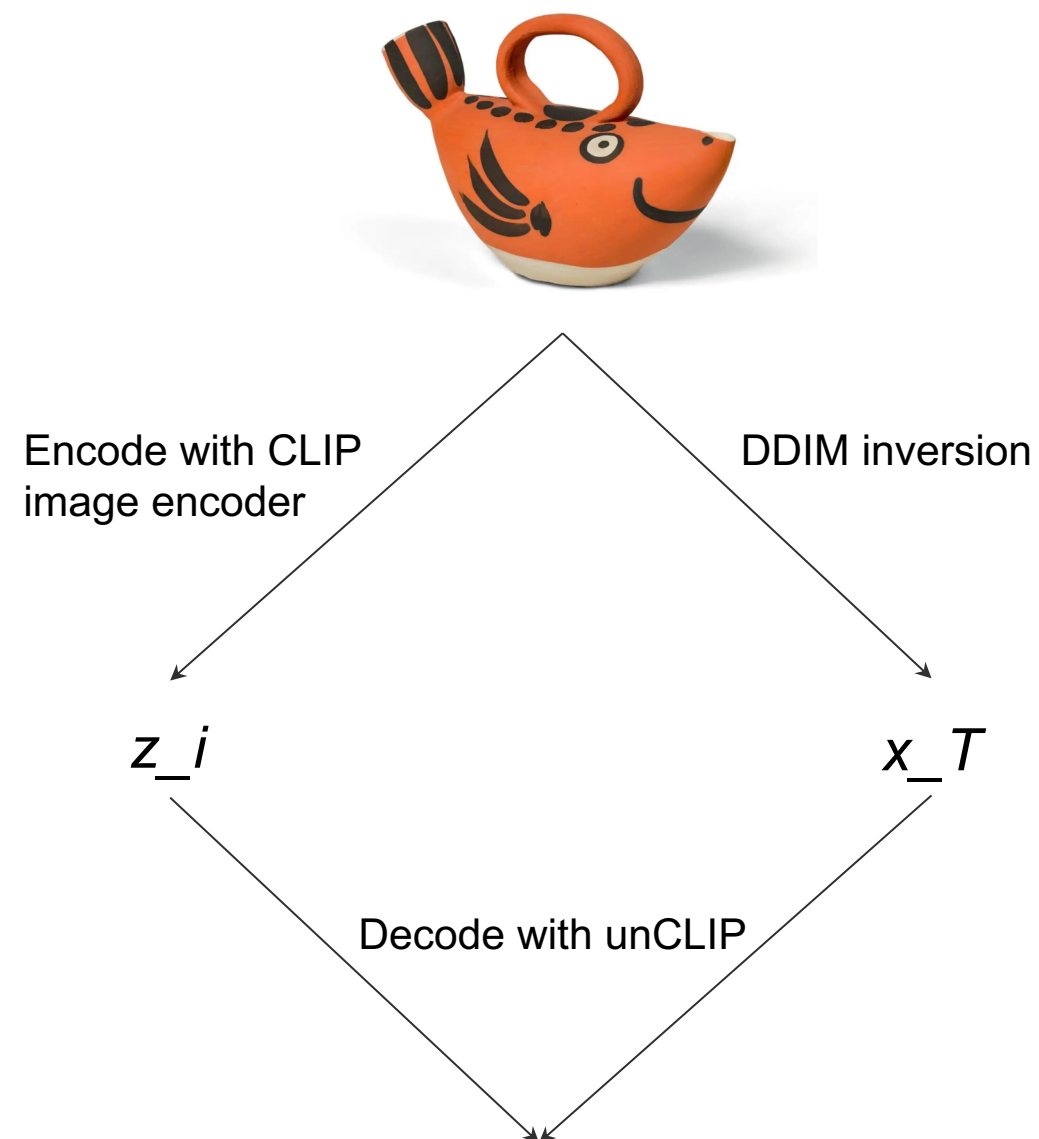 Encode with CLIP
image encoder
DDIM inversion
z_i
x_T
Decode with unCLIP